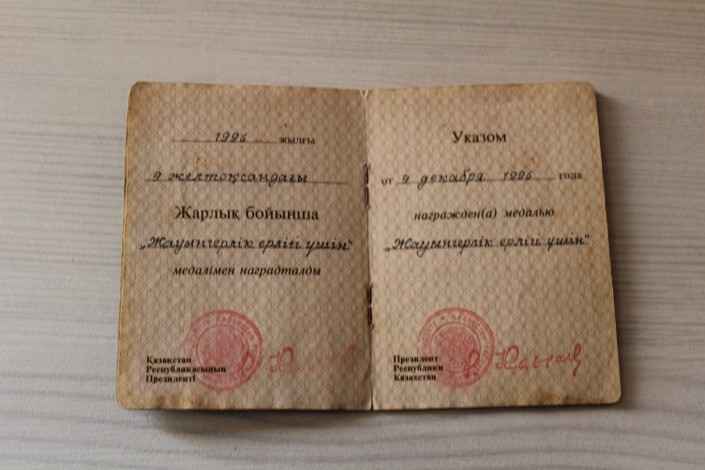 1996 жылғы
9 желтоқсандағы
Жарлық бойынша
„Жауынгерлік ерлігі үшін"
медалімен наградталды
Қазақстан
Республикасының
Президенті
Указом
от 9 декабря 1996 года
награжден(а) медалью
„Жауынгерлік ерлігі үшін"
Президент
Республики
Казахстан